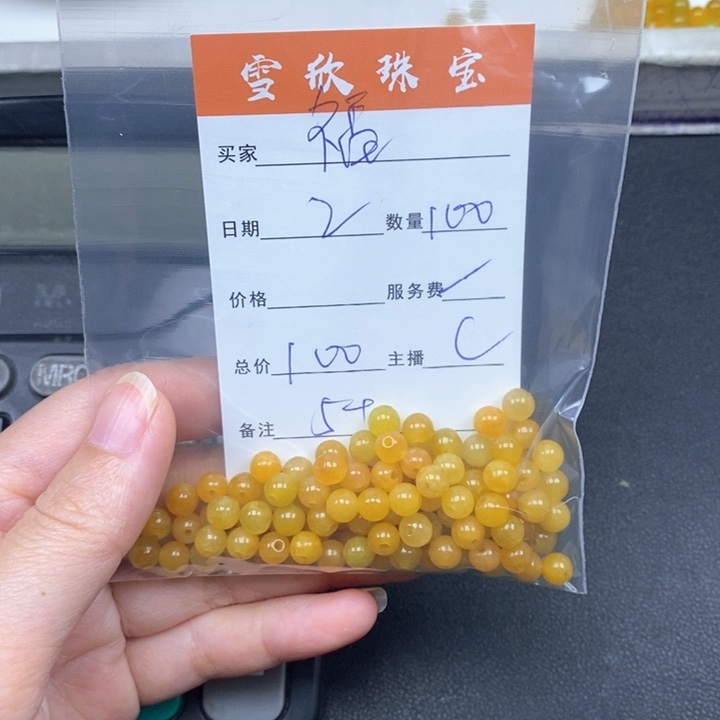 雪欣珠宝
买家 福
日期 2 数量 100
价格 服务费 ✓
总价 100 主播 C
备注 54